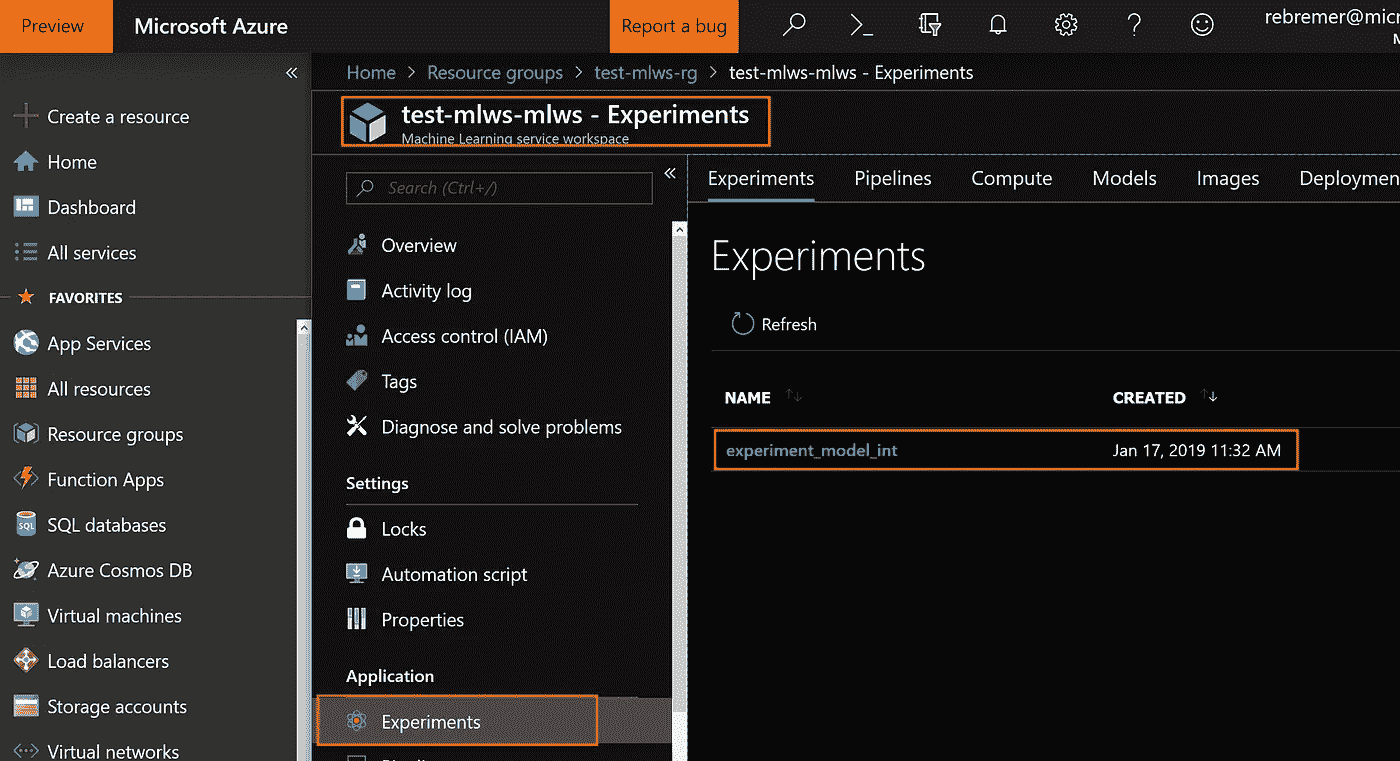 Preview
Microsoft Azure
Report a bug
Home > Resource groups > test-mlws-rg > test-mlws-mlws - Experiments
test-mlws-mlws - Experiments
Machine Learning service workspace
Create a resource
Home
Dashboard
All services
FAVORITES
App Services
All resources
Resource groups
Function Apps
SQL databases
Azure Cosmos DB
Virtual machines
Load balancers
Storage accounts
Virtual networks
Search (Ctrl+/)
Overview
Activity log
Access control (IAM)
Tags
Diagnose and solve problems
Settings
Locks
Automation script
Properties
Application
Experiments
Experiments Pipelines Compute Models Images Deploymen
Experiments
Refresh
NAME CREATED
experiment_model_int Jan 17, 2019 11:32 AM